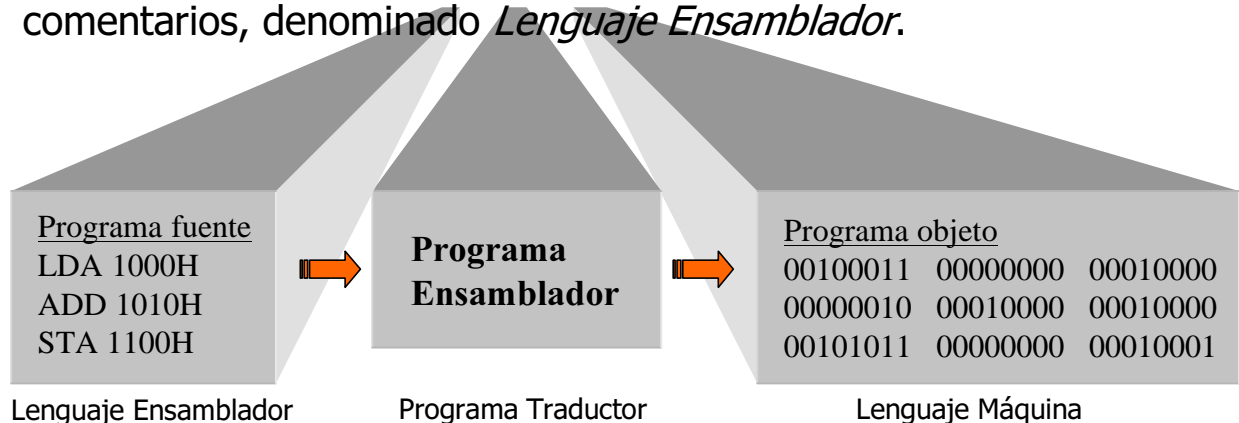 comentarios, denominado Lenguaje Ensamblador.
Programa fuente
LDA 1000H
ADD 1010H
STA 1100H
Programa
Ensamblador
Programa objeto
00100011 00000000 00010000
00000010 00010000 00010000
00101011 00000000 00010001
Lenguaje Ensamblador
Programa Traductor
Lenguaje Máquina